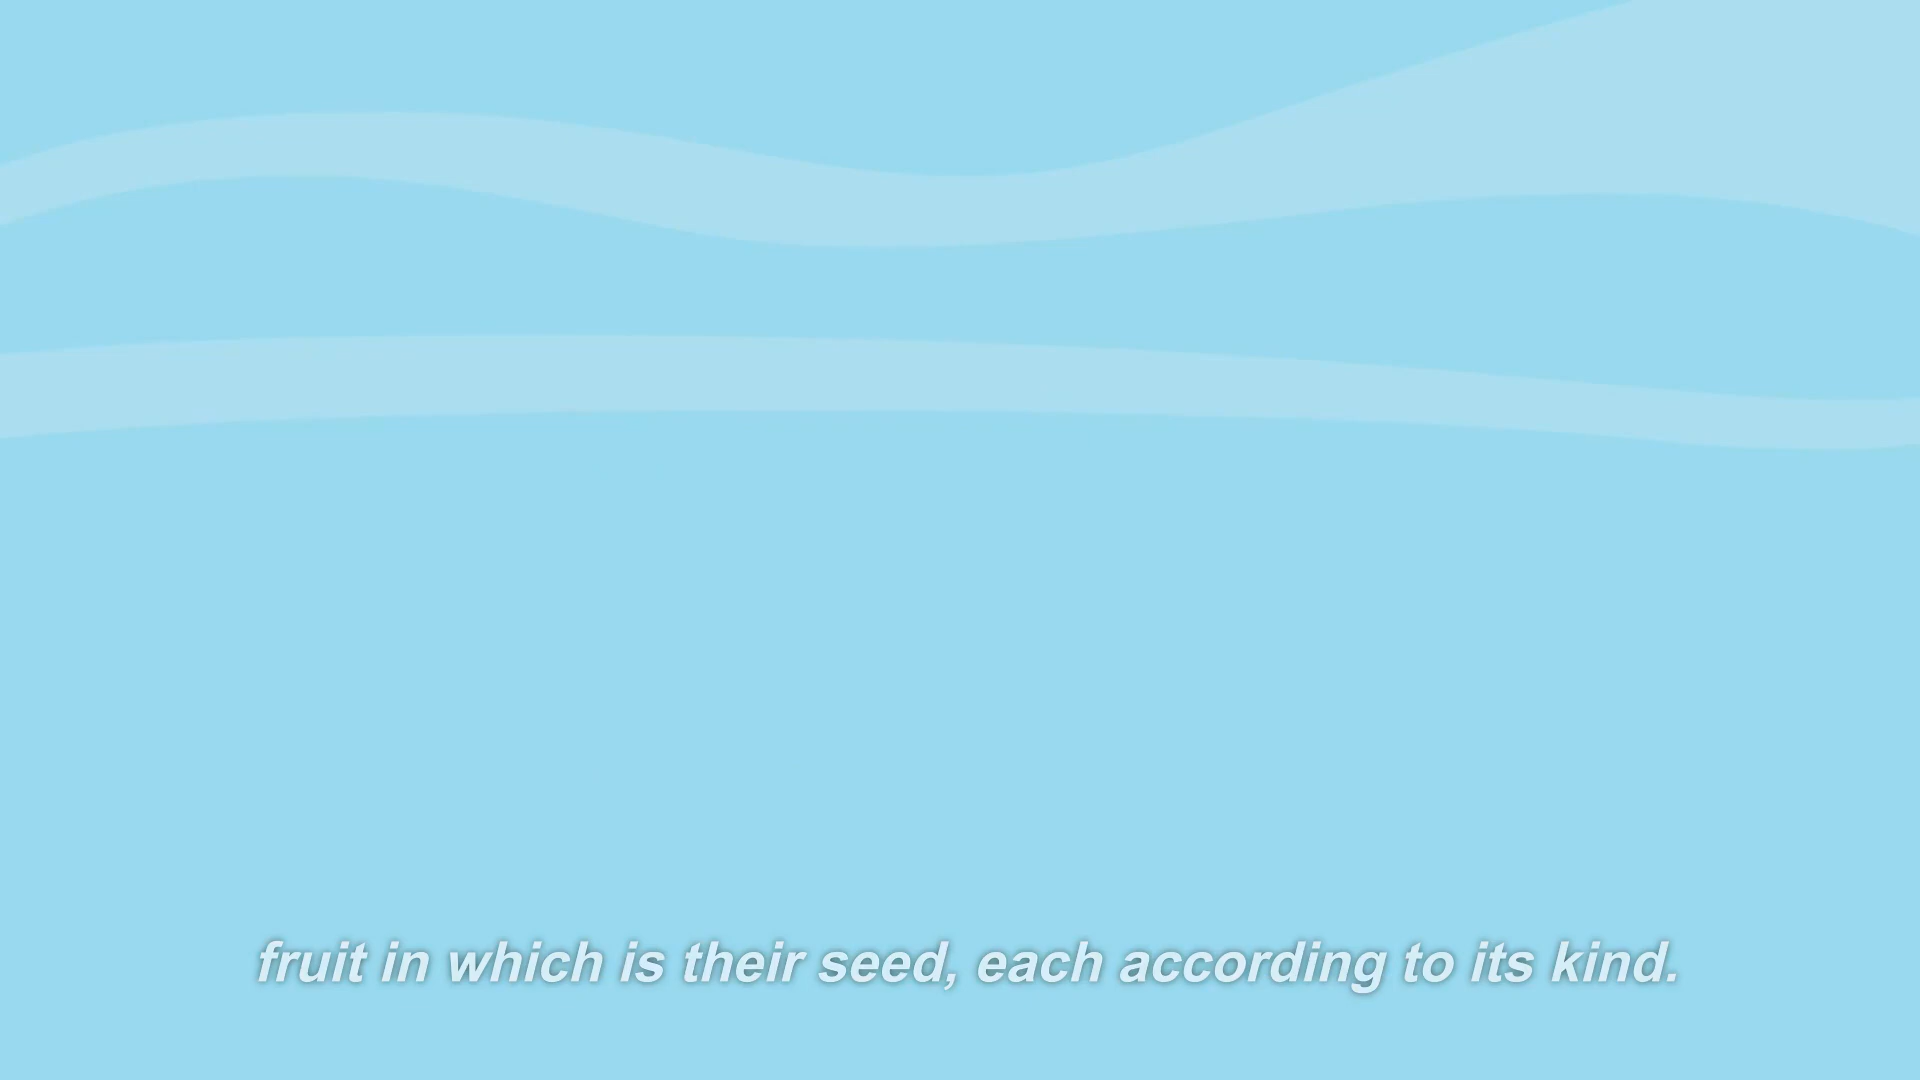 fruit in which is their seed, each according to its kind.